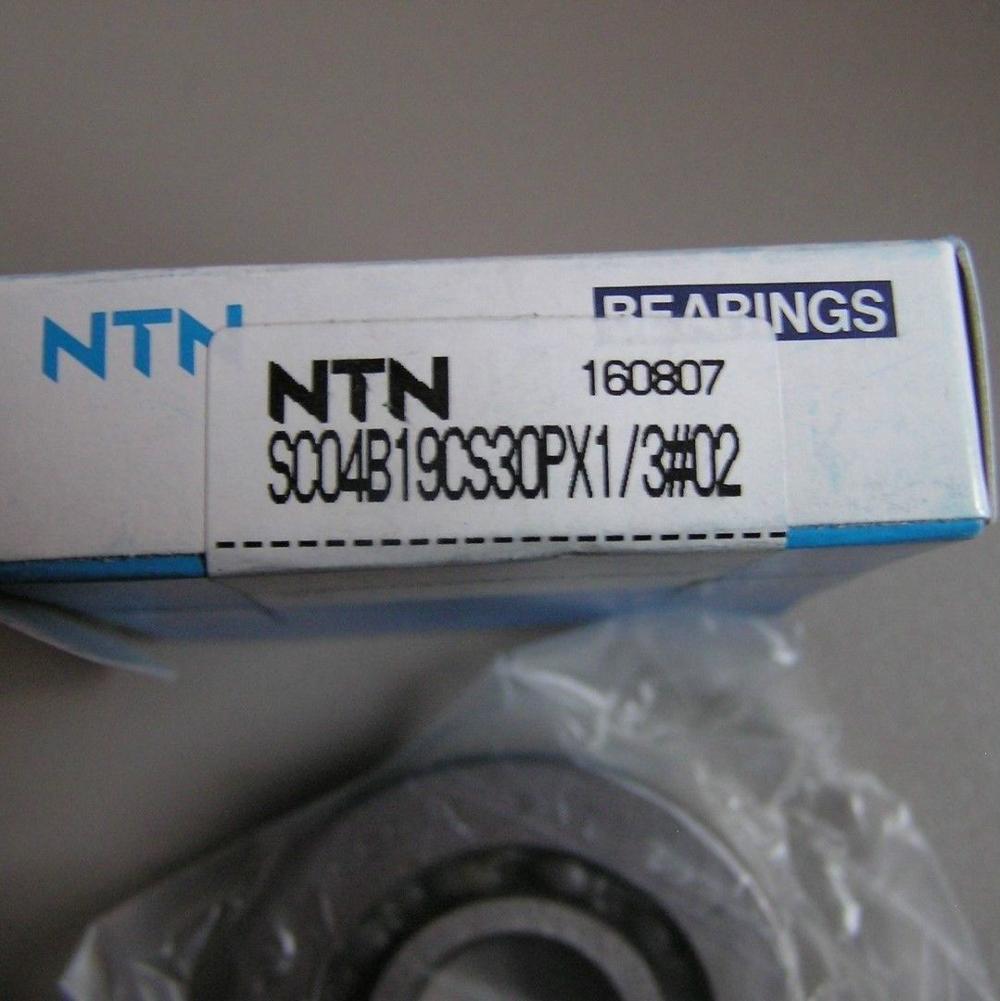 NTN BEARINGS
NTN 160807
SC04B19CS30PX1/3#02